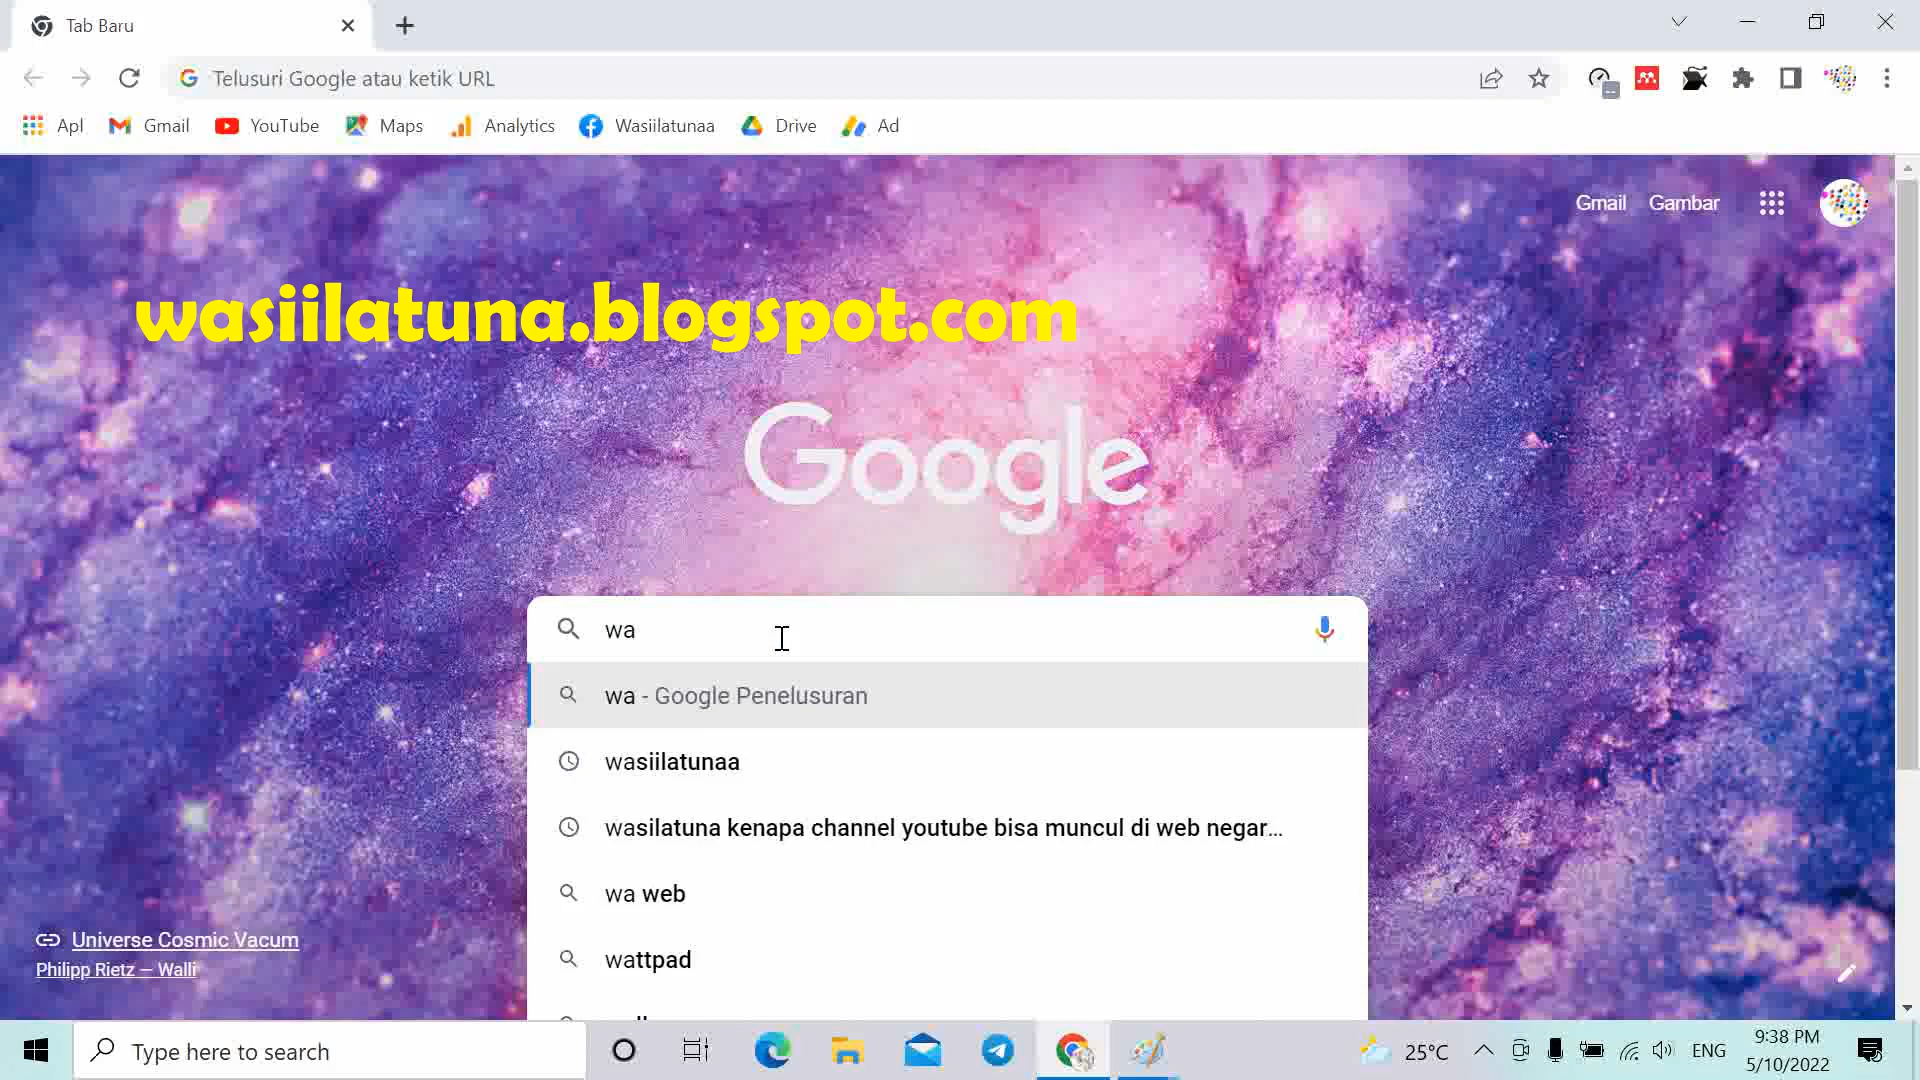 Tab Baru
Telusuri Google atau ketik URL
Apl Gmail YouTube Maps Analytics Wasiilatunaa Drive Ad
Gmail Gambar
wasiilatuna.blogspot.com
Google
wa
wa - Google Penelusuran
wasiilatunaa
wasilatuna kenapa channel youtube bisa muncul di web negar...
wa web
wattpad
Universe Cosmic Vacum
Philipp Rietz — Walli
Type here to search
25°C ENG 9:38 PM
5/10/2022